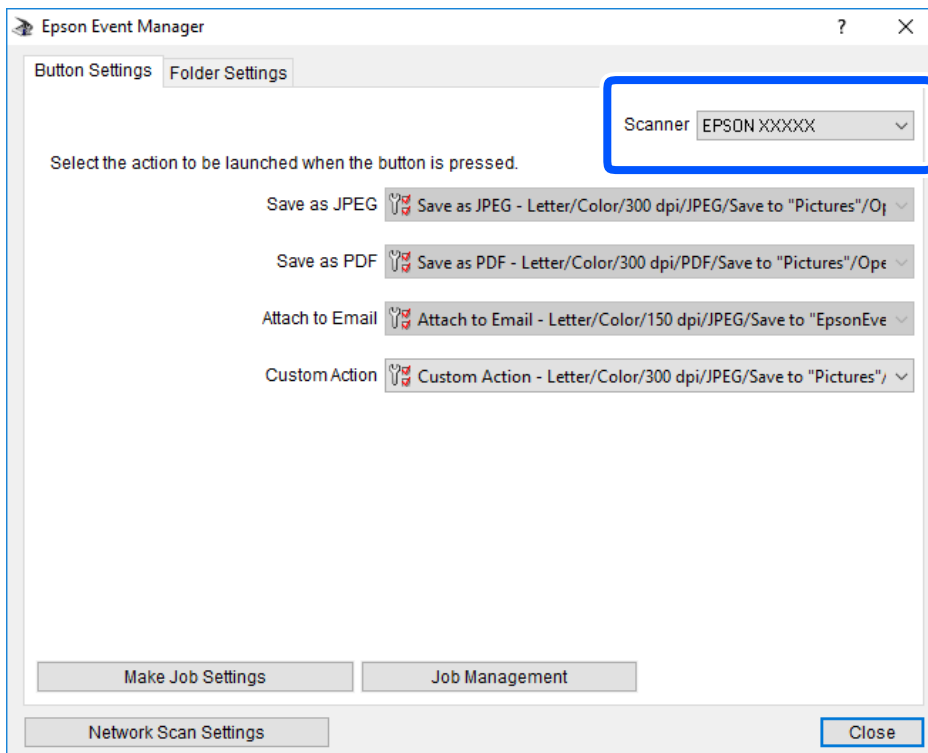 Epson Event Manager
Button Settings Folder Settings
Scanner EPSON XXXXX
Select the action to be launched when the button is pressed.
Save as JPEG Save as JPEG - Letter/Color/300 dpi/JPEG/Save to "Pictures"/Op
Save as PDF Save as PDF - Letter/Color/300 dpi/PDF/Save to "Pictures"/Ope
Attach to Email Attach to Email - Letter/Color/150 dpi/JPEG/Save to "EpsonEve
Custom Action Custom Action - Letter/Color/300 dpi/JPEG/Save to "Pictures"/
Make Job Settings Job Management
Network Scan Settings Close